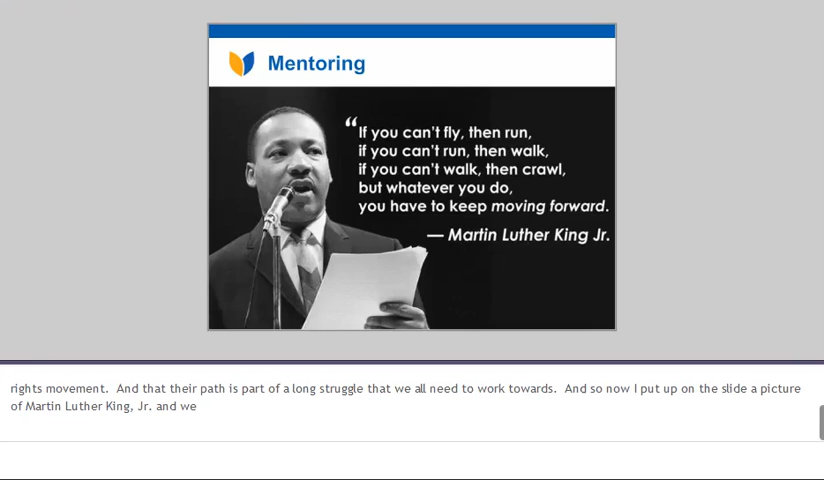 Mentoring
“If you can't fly, then run,
if you can't run, then walk,
if you can't walk, then crawl,
but whatever you do,
you have to keep moving forward.
— Martin Luther King Jr.
rights movement.  And that their path is part of a long struggle that we all need to work towards.  And so now I put up on the slide a picture
of Martin Luther King, Jr. and we